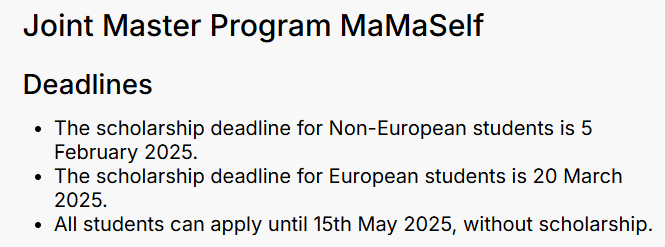 Joint Master Program MaMaSelf
Deadlines
• The scholarship deadline for Non-European students is 5
February 2025.
• The scholarship deadline for European students is 20 March
2025.
• All students can apply until 15th May 2025, without scholarship.